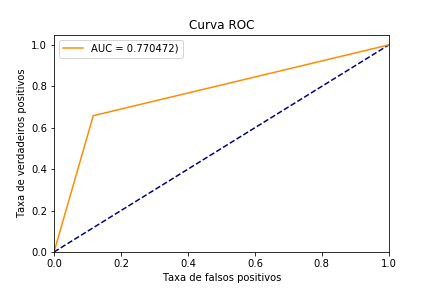 Curva ROC
AUC = 0.770472)
Taxa de verdadeiros positivos
1.0
0.8
0.6
0.4
0.2
0.0
0.0 0.2 0.4 0.6 0.8 1.0
Taxa de falsos positivos